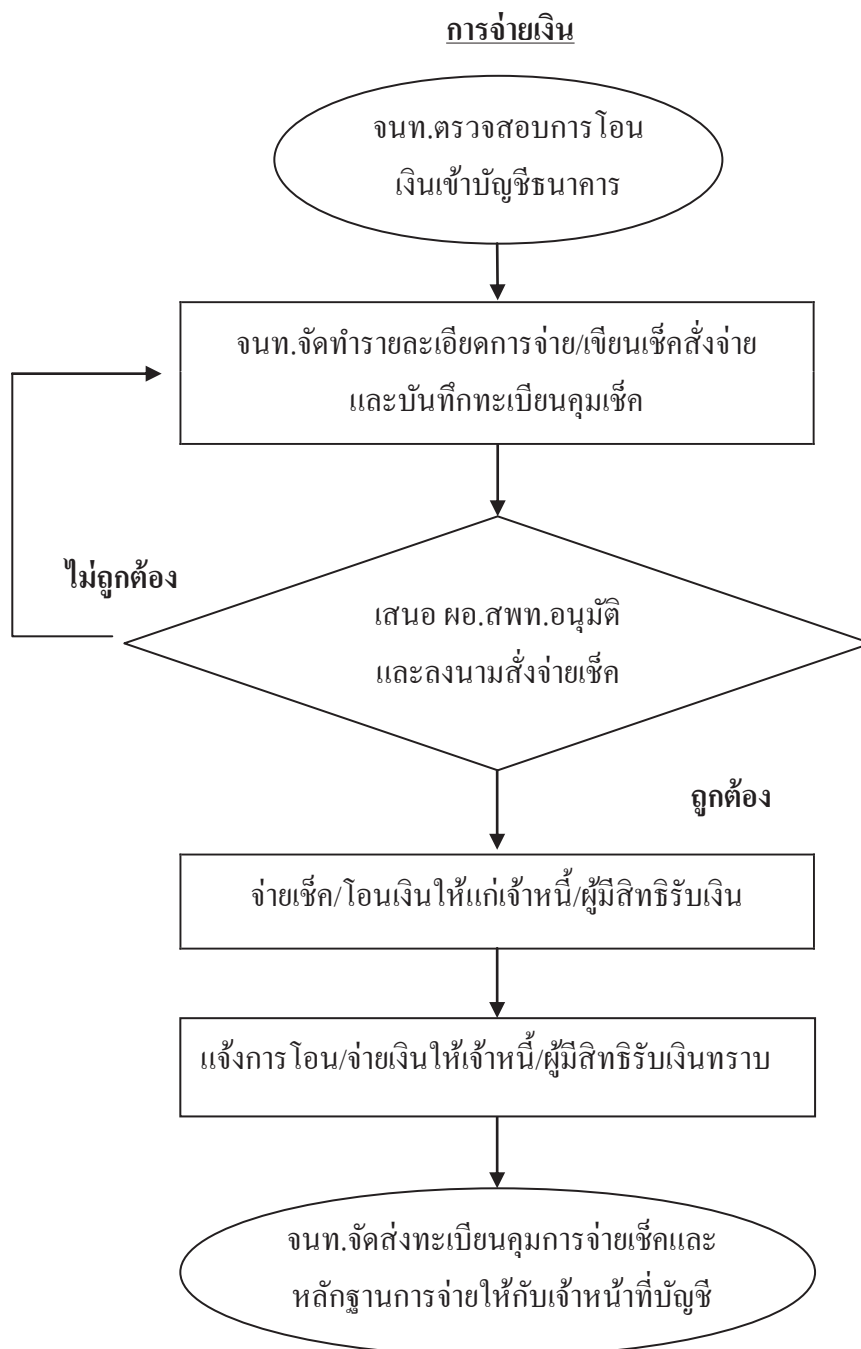 การจ่ายเงิน
จนท.ตรวจสอบการโอน
เงินเข้าบัญชีธนาคาร
จนท.จัดทำรายละเอียดการจ่าย/เขียนเช็คสั่งจ่าย
และบันทึกทะเบียนคุมเช็ค
ไม่ถูกต้อง
เสนอ ผอ.สพท.อนุมัติ
และลงนามสั่งจ่ายเช็ค
ถูกต้อง
จ่ายเช็ค/โอนเงินให้แก่เจ้าหนี้/ผู้มีสิทธิรับเงิน
แจ้งการโอน/จ่ายเงินให้เจ้าหนี้/ผู้มีสิทธิรับเงินทราบ
จนท.จัดส่งทะเบียนคุมการจ่ายเช็คและ
หลักฐานการจ่ายให้กับเจ้าหน้าที่บัญชี